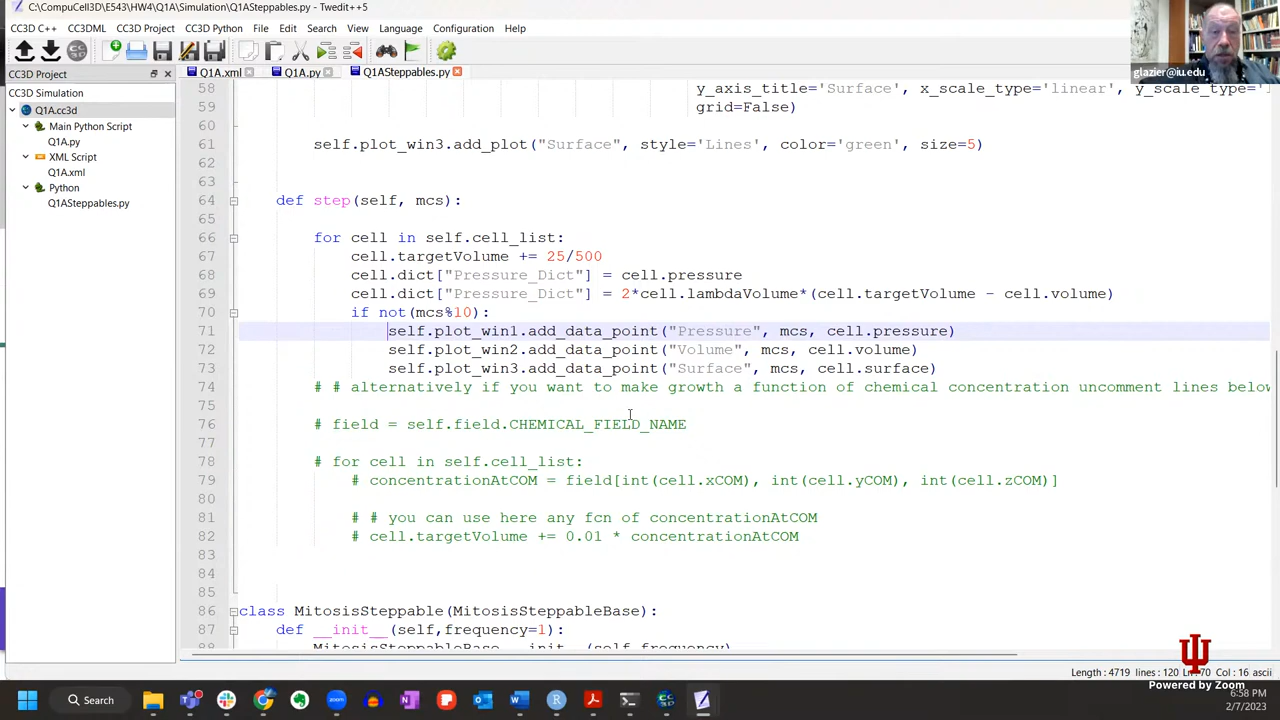 C:\CompuCell3D\E543\HW4\Q1A\Simulation\Q1ASteppables.py - Twedit++5
CC3D C++ CC3DML CC3D Project CC3D Python File Edit Search View Language Configuration Help
CC3D Project
Q1A.xml Q1A.py Q1ASteppables.py
glazier@iu.edu
CC3D Simulation
Q1A.cc3d
Main Python Script
Q1A.py
XML Script
Q1A.xml
Python
Q1ASteppables.py
58 y_axis_title='Surface', x_scale_type='linear', y_scale_type='l
59 grid=False)
60
61 self.plot_win3.add_plot("Surface", style='Lines', color='green', size=5)
62
63
64 def step(self, mcs):
65
66 for cell in self.cell_list:
67 cell.targetVolume += 25/500
68 cell.dict["Pressure_Dict"] = cell.pressure
69 cell.dict["Pressure_Dict"] = 2*cell.lambdaVolume*(cell.targetVolume - cell.volume)
70 if not(mcs%10):
71 self.plot_win1.add_data_point("Pressure", mcs, cell.pressure)
72 self.plot_win2.add_data_point("Volume", mcs, cell.volume)
73 self.plot_win3.add_data_point("Surface", mcs, cell.surface)
74 # # alternatively if you want to make growth a function of chemical concentration uncomment lines below
75
76 # field = self.field.CHEMICAL_FIELD_NAME
77
78 # for cell in self.cell_list:
79 # concentrationAtCOM = field[int(cell.xCOM), int(cell.yCOM), int(cell.zCOM)]
80
81 # # you can use here any fcn of concentrationAtCOM
82 # cell.targetVolume += 0.01 * concentrationAtCOM
83
84
85
86 class MitosisSteppable(MitosisSteppableBase):
87 def __init__(self,frequency=1):
88 MitosisSteppableBase.__init__(self,frequency)
Length : 4719 lines : 120 Ln : 70 Col : 16 ascii
Powered by Zoom
Search
6:58 PM
2/7/2023